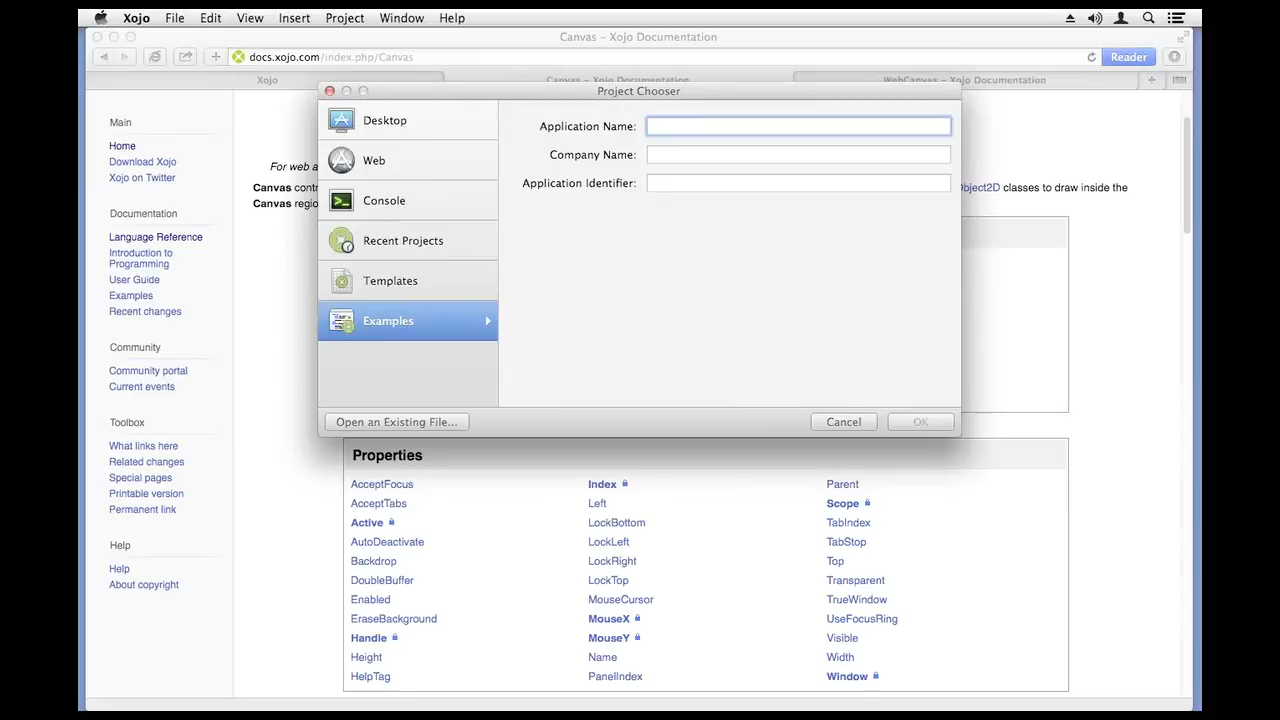 Xojo File Edit View Insert Project Window Help
Canvas – Xojo Documentation
docs.xojo.com/index.php/Canvas
Reader
Xojo
Canvas – Xojo Documentation
WebCanvas – Xojo Documentation
Project Chooser
Desktop
Web
Console
Recent Projects
Templates
Examples
Application Name:
Company Name:
Application Identifier:
Open an Existing File...
Cancel
OK
Main
Home
Download Xojo
Xojo on Twitter
Documentation
Language Reference
Introduction to
Programming
User Guide
Examples
Recent changes
Community
Community portal
Current events
Toolbox
What links here
Related changes
Special pages
Printable version
Permanent link
Help
Help
About copyright
For web a
Canvas cont
Object2D classes to draw inside the
Canvas regio
Properties
AcceptFocus
Index
Parent
AcceptTabs
Left
Scope
Active
LockBottom
TabIndex
AutoDeactivate
LockLeft
TabStop
Backdrop
LockRight
Top
DoubleBuffer
LockTop
Transparent
Enabled
MouseCursor
TrueWindow
EraseBackground
MouseX
UseFocusRing
Handle
MouseY
Visible
Height
Name
Width
HelpTag
PanelIndex
Window